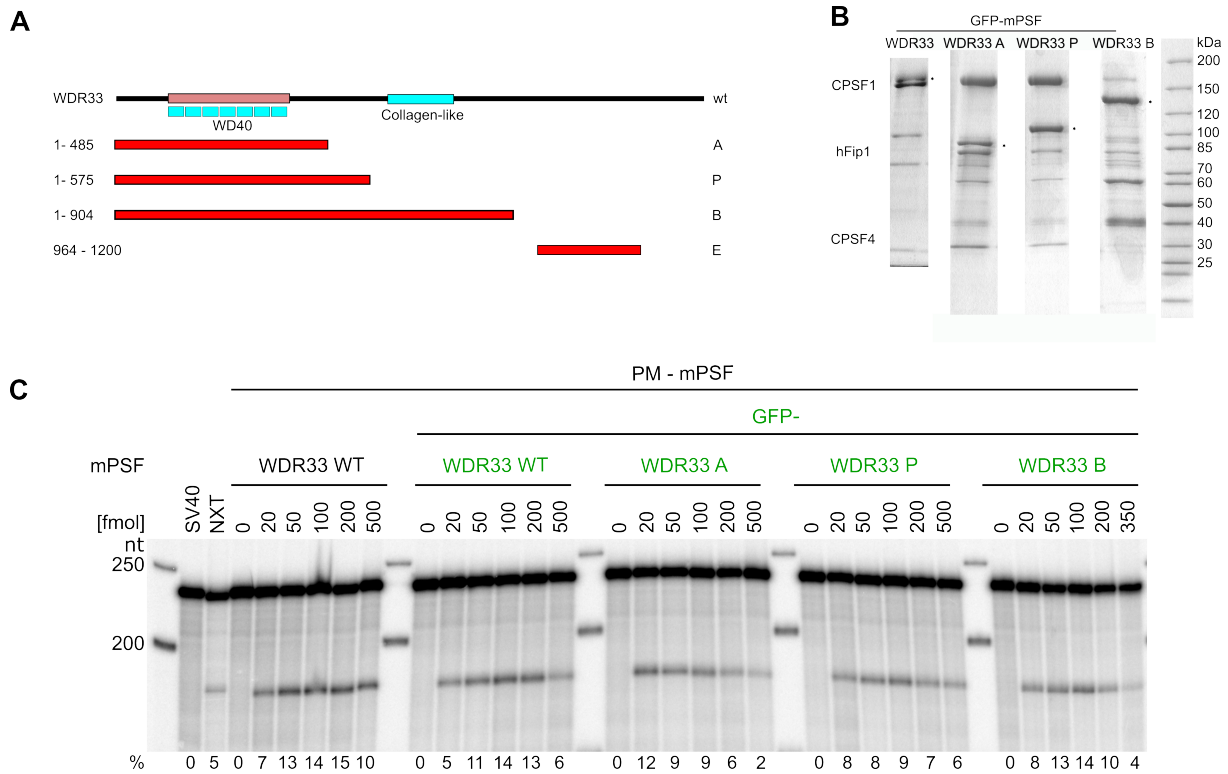 A
WDR33 wt
WD40 Collagen-like
1- 485 A
1- 575 P
1- 904 B
964 - 1200 E
B
GFP-mPSF
WDR33 WDR33 A WDR33 P WDR33 B kDa
CPSF1
hFip1
CPSF4
200
150
120
100
85
70
60
50
40
30
25
C
PM - mPSF
GFP-
mPSF WDR33 WT WDR33 WT WDR33 A WDR33 P WDR33 B
[fmol] SV40 NXT 0 20 50 100 200 500 0 20 50 100 200 500 0 20 50 100 200 500 0 20 50 100 200 500 0 20 50 100 200 350
nt
250
200
% 0 5 0 7 13 14 15 10 0 5 11 14 13 6 0 12 9 9 6 2 0 8 8 9 7 6 0 8 13 14 10 4